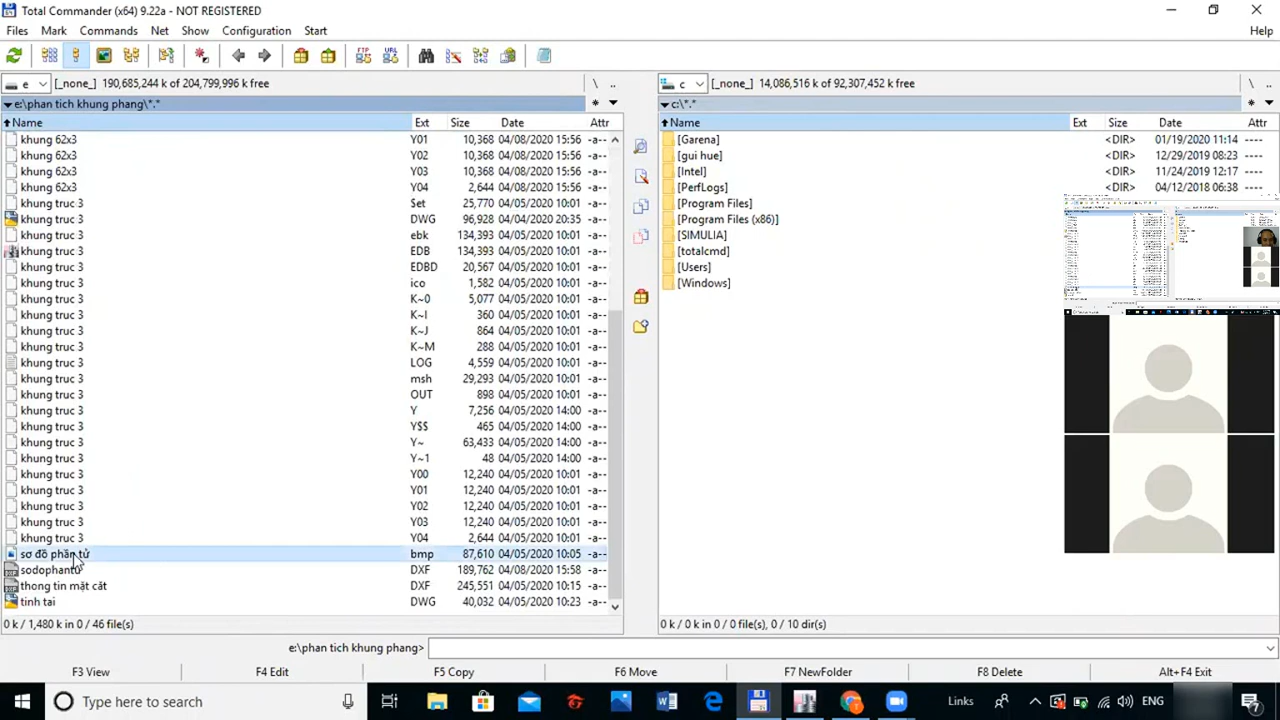 Total Commander (x64) 9.22a - NOT REGISTERED
Files Mark Commands Net Show Configuration Start Help
e [_none_] 190,685,244 k of 204,799,996 k free \ ..
c [_none_] 14,086,516 k of 92,307,452 k free \ ..
e:\phan tich khung phang\*.* *
c:\*.* *
Name Ext Size Date Attr
khung 62x3 Y01 10,368 04/08/2020 15:56 -a--
khung 62x3 Y02 10,368 04/08/2020 15:56 -a--
khung 62x3 Y03 10,368 04/08/2020 15:56 -a--
khung 62x3 Y04 2,644 04/08/2020 15:56 -a--
khung truc 3 Set 25,770 04/05/2020 10:01 -a--
khung truc 3 DWG 96,928 04/04/2020 20:35 -a--
khung truc 3 ebk 134,393 04/05/2020 10:01 -a--
khung truc 3 EDB 134,393 04/05/2020 10:01 -a--
khung truc 3 EDBD 20,567 04/05/2020 10:01 -a--
khung truc 3 ico 1,582 04/05/2020 10:01 -a--
khung truc 3 K~0 5,077 04/05/2020 10:01 -a--
khung truc 3 K~I 360 04/05/2020 10:01 -a--
khung truc 3 K~J 864 04/05/2020 10:01 -a--
khung truc 3 K~M 288 04/05/2020 10:01 -a--
khung truc 3 LOG 4,559 04/05/2020 10:01 -a--
khung truc 3 msh 29,293 04/05/2020 10:01 -a--
khung truc 3 OUT 898 04/05/2020 10:01 -a--
khung truc 3 Y 7,256 04/05/2020 14:00 -a--
khung truc 3 Y$$ 465 04/05/2020 14:00 -a--
khung truc 3 Y~ 63,433 04/05/2020 14:00 -a--
khung truc 3 Y~1 48 04/05/2020 14:00 -a--
khung truc 3 Y00 12,240 04/05/2020 10:01 -a--
khung truc 3 Y01 12,240 04/05/2020 10:01 -a--
khung truc 3 Y02 12,240 04/05/2020 10:01 -a--
khung truc 3 Y03 12,240 04/05/2020 10:01 -a--
khung truc 3 Y04 2,644 04/05/2020 10:01 -a--
sơ đồ phần tử bmp 87,610 04/05/2020 10:05 -a--
sodophantu DXF 189,762 04/08/2020 15:58 -a--
thong tin mặt cắt DXF 245,551 04/05/2020 10:15 -a--
tinh tai DWG 40,032 04/05/2020 10:23 -a--
0 k / 1,480 k in 0 / 46 file(s)
Name Ext Size Date Attr
[Garena] <DIR> 01/19/2020 11:14 ----
[gui hue] <DIR> 12/29/2019 08:23 ----
[Intel] <DIR> 11/24/2019 12:17 ----
[PerfLogs] <DIR> 04/12/2018 06:38 ----
[Program Files]
[Program Files (x86)]
[SIMULIA]
[totalcmd]
[Users]
[Windows]
0 k / 0 k in 0 / 0 file(s), 0 / 10 dir(s)
e:\phan tich khung phang>
F3 View F4 Edit F5 Copy F6 Move F7 NewFolder F8 Delete Alt+F4 Exit
Type here to search
Links ENG 7